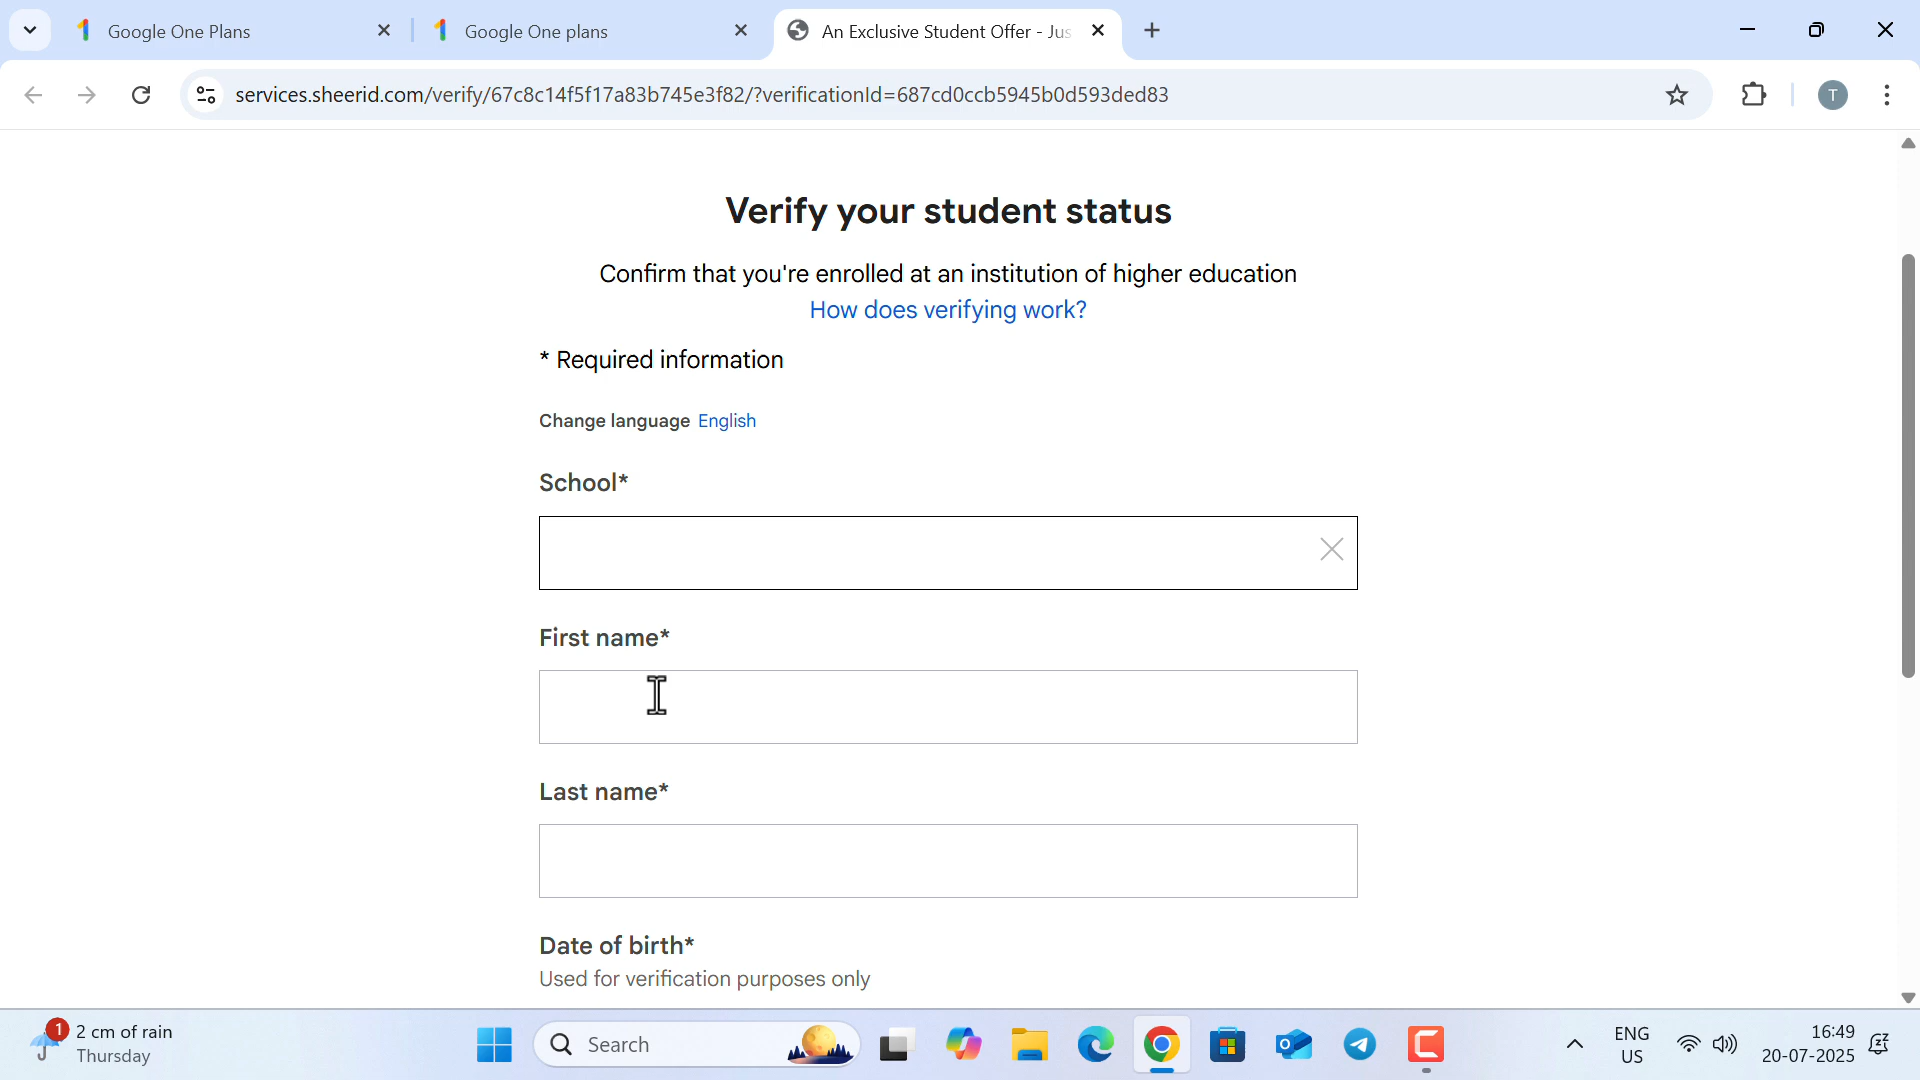 Google One Plans
Google One plans
An Exclusive Student Offer - Jus
services.sheerid.com/verify/67c8c14f5f17a83b745e3f82/?verificationId=687cd0ccb5945b0d593ded83
T
Verify your student status
Confirm that you're enrolled at an institution of higher education
How does verifying work?
* Required information
Change language English
School*
First name*
Last name*
Date of birth*
Used for verification purposes only
1
2 cm of rain
Thursday
Search
ENG
US
16:49
20-07-2025